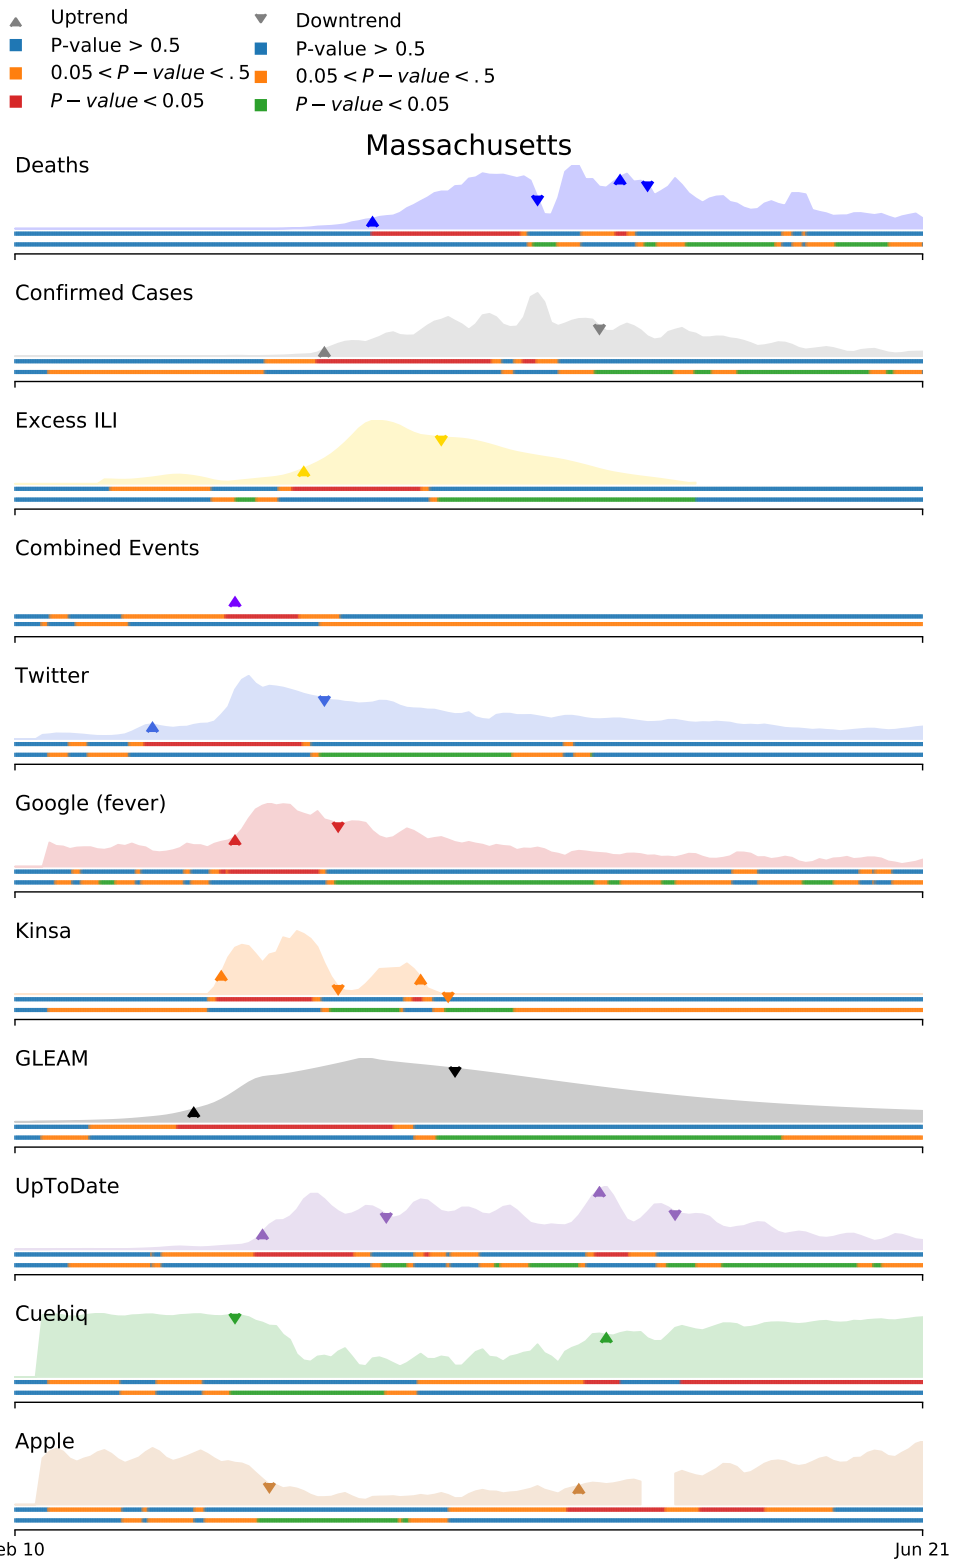 Uptrend
P-value > 0.5
0.05 < P − value < .5
P − value < 0.05
Downtrend
P-value > 0.5
0.05 < P − value < .5
P − value < 0.05
Massachusetts
Deaths
Confirmed Cases
Excess ILI
Combined Events
Twitter
Google (fever)
Kinsa
GLEAM
UpToDate
Cuebiq
Apple
eb 10
Jun 21